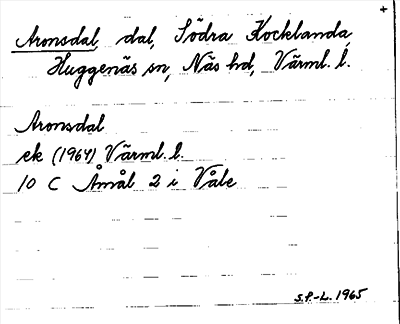 +
Aronsdal, dal, Södra Kocklanda,
Huggenäs sn, Näs hd, Värml. l.
Aronsdal
ek (1964) Värml. l.
10 C Åmål 2 i Våle
S.P.-L. 1965